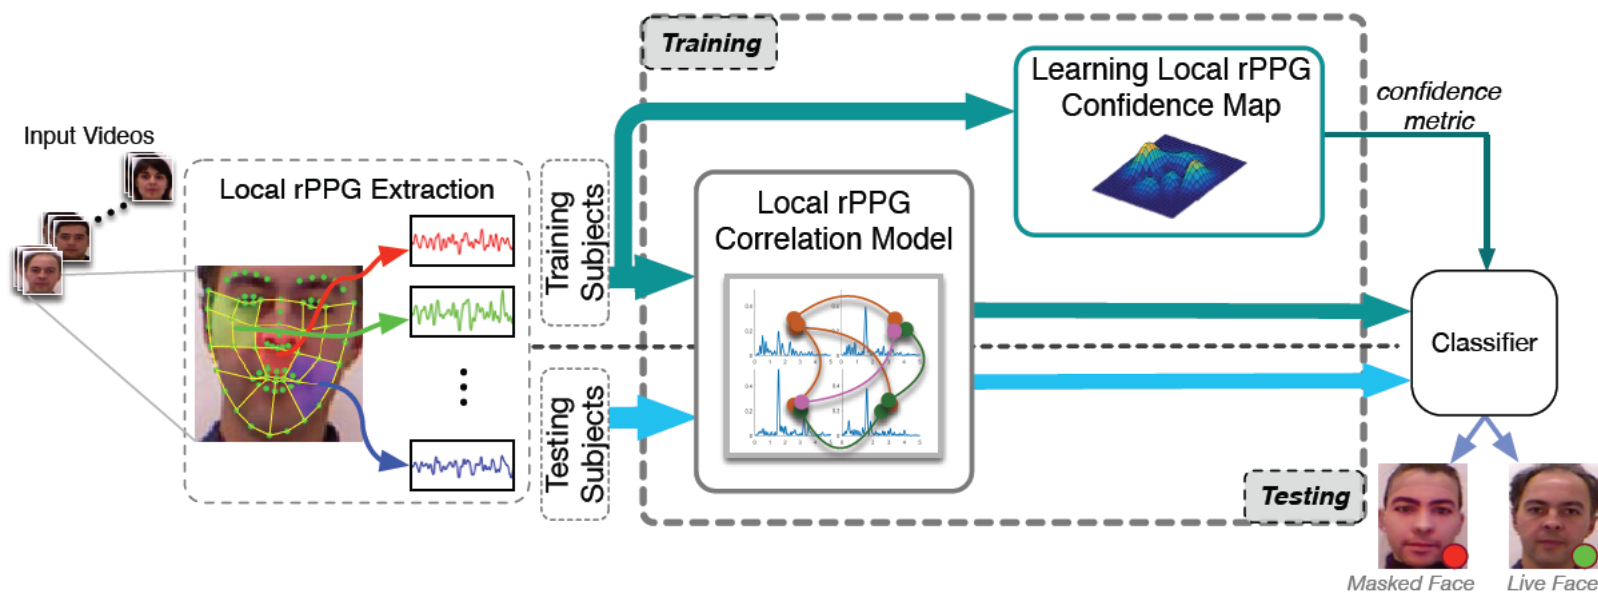 Training
Learning Local rPPG
Confidence Map
confidence
metric
Input Videos
Local rPPG Extraction
Training
Subjects
Local rPPG
Correlation Model
Classifier
Testing
Subjects
Testing
Masked Face
Live Face